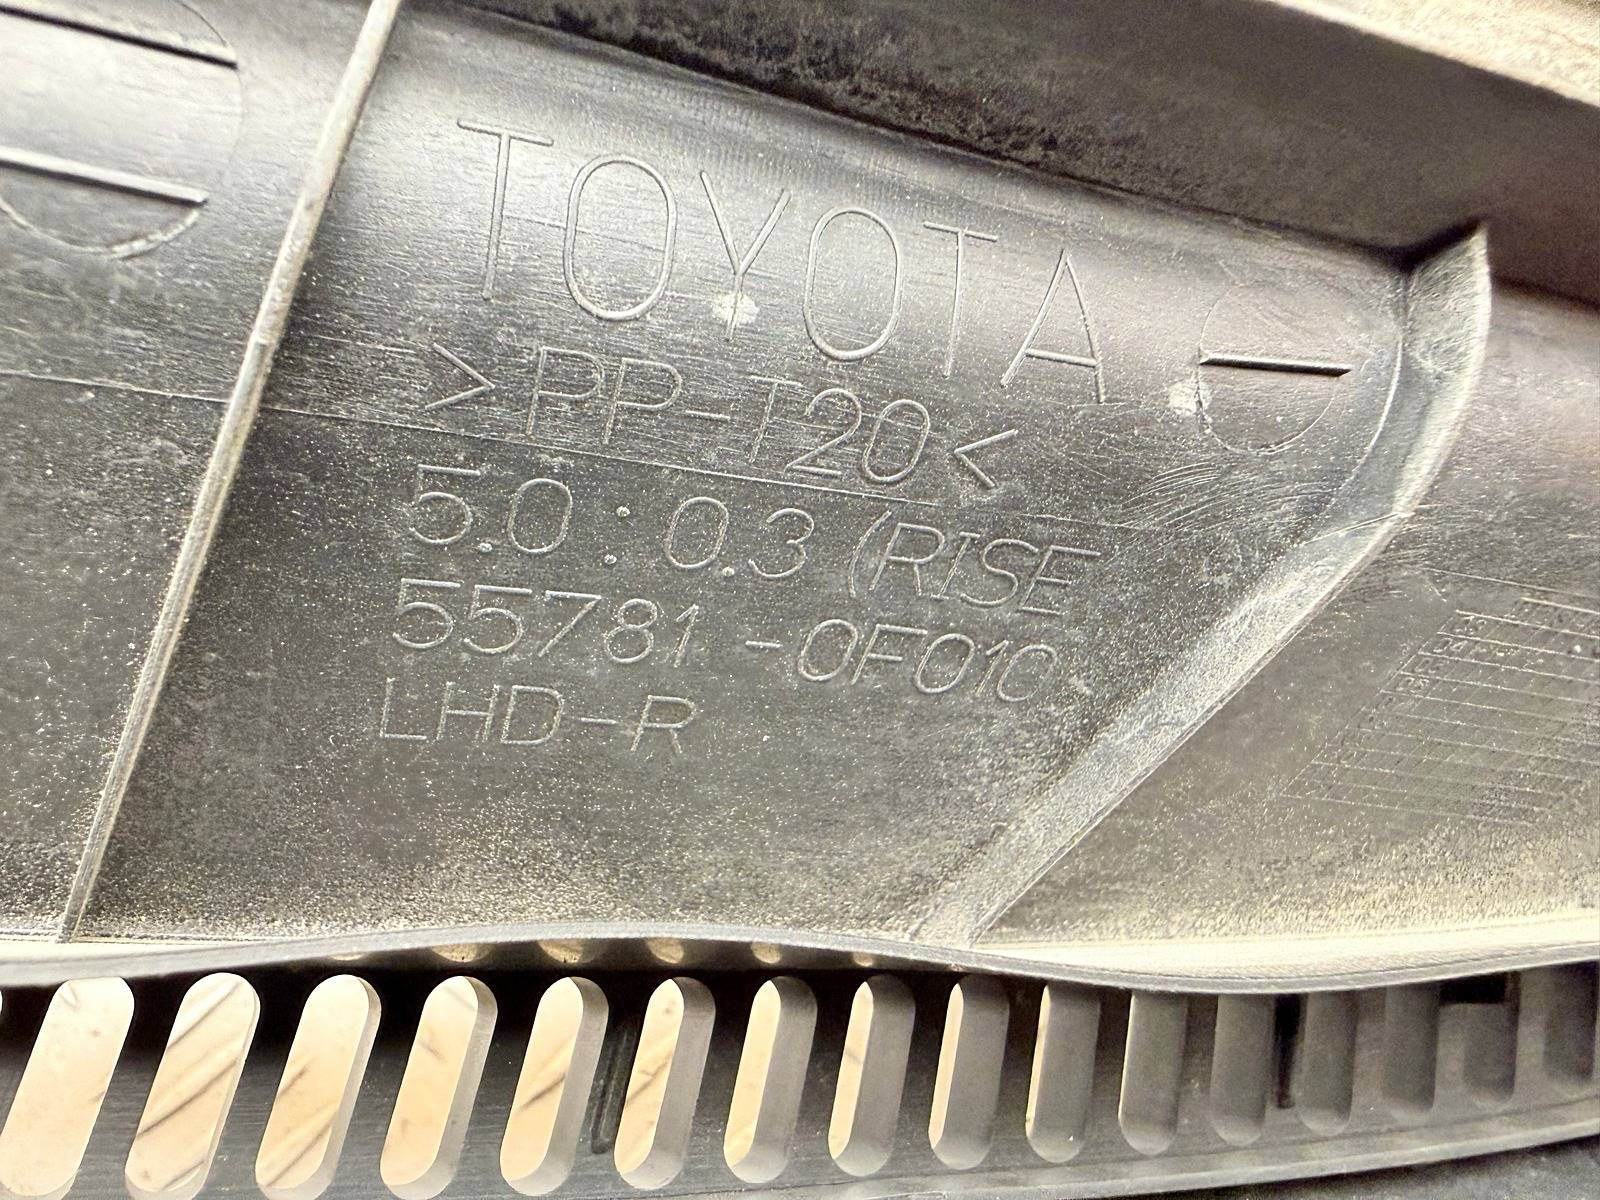 TOYOTA
>PP-T20<
5.0 : 0.3 (RISE
55781-0F010
LHD-R